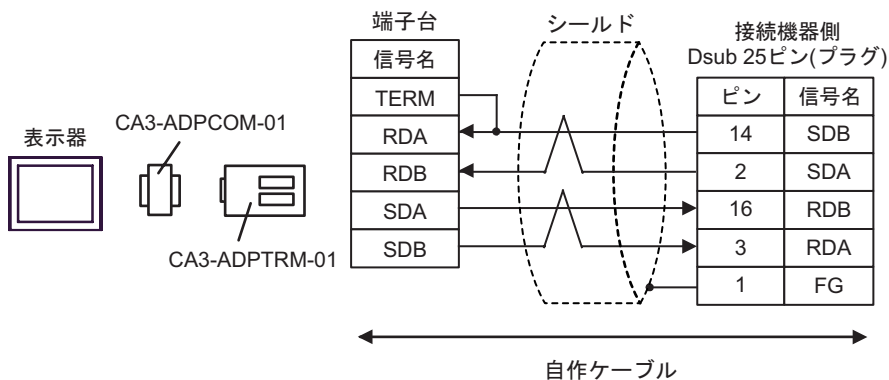 表示器
CA3-ADPCOM-01
CA3-ADPTRM-01
端子台
信号名
TERM
RDA
RDB
SDA
SDB
シールド
接続機器側
Dsub 25ピン(プラグ)
ピン 信号名
14 SDB
2 SDA
16 RDB
3 RDA
1 FG
自作ケーブル